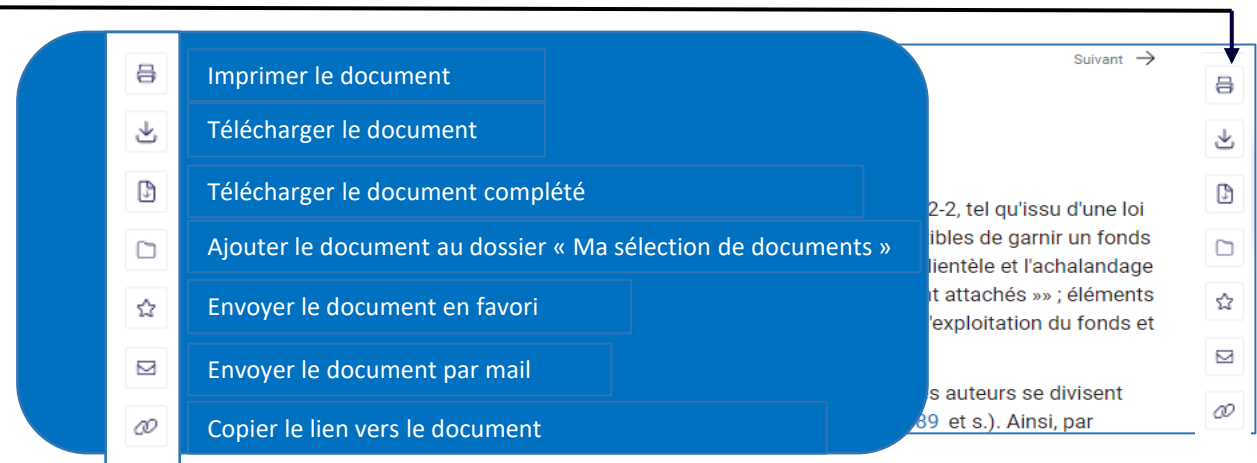 Imprimer le document
Télécharger le document
Télécharger le document complété
Ajouter le document au dossier « Ma sélection de documents »
Envoyer le document en favori
Envoyer le document par mail
Copier le lien vers le document
Suivant →
2-2, tel qu'issu d'une loi
ibles de garnir un fonds
lientèle et l'achalandage
t attachés »» ; éléments
'exploitation du fonds et
s auteurs se divisent
89 et s.). Ainsi, par